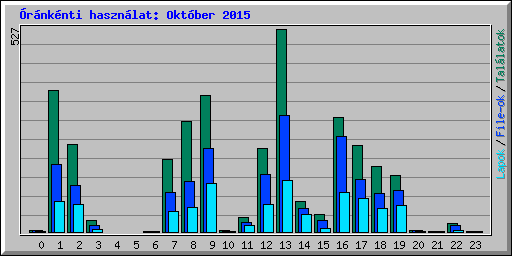 Óránkénti használat: Október 2015
527
Lapok / File-ok / Találatok
0 1 2 3 4 5 6 7 8 9 10 11 12 13 14 15 16 17 18 19 20 21 22 23